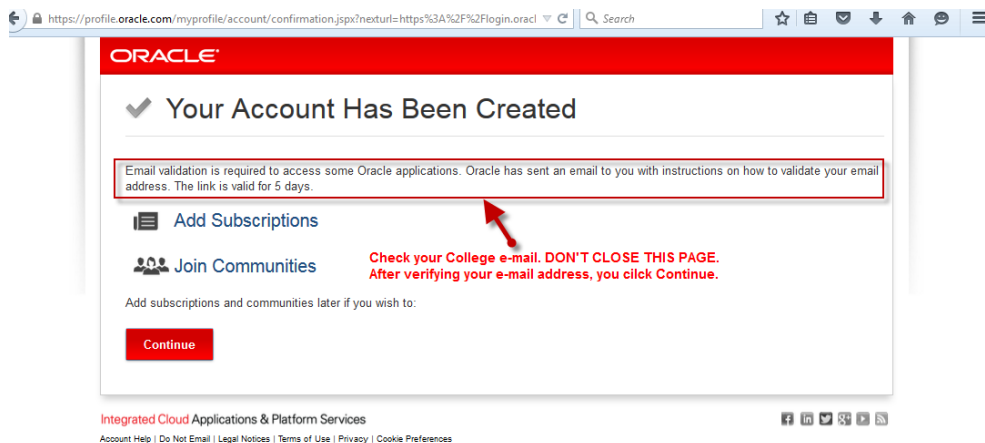 https://profile.oracle.com/myprofile/account/confirmation.jspx?nexturl=https%3A%2F%2Flogin.oracl
Search
ORACLE
Your Account Has Been Created
Email validation is required to access some Oracle applications. Oracle has sent an email to you with instructions on how to validate your email
address. The link is valid for 5 days.
Add Subscriptions
Join Communities
Check your College e-mail. DON'T CLOSE THIS PAGE.
After verifying your e-mail address, you cilck Continue.
Add subscriptions and communities later if you wish to:
Continue
Integrated Cloud Applications & Platform Services
Account Help | Do Not Email | Legal Notices | Terms of Use | Privacy | Cookie Preferences